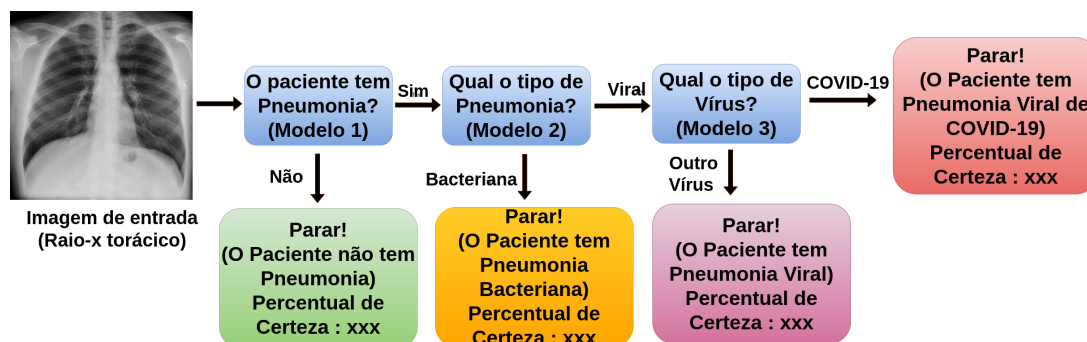 O paciente tem
Pneumonia?
(Modelo 1)
Sim
Qual o tipo de
Pneumonia?
(Modelo 2)
Viral
Qual o tipo de
Vírus?
(Modelo 3)
COVID-19
Parar!
(O Paciente tem
Pneumonia Viral de
COVID-19)
Percentual de
Certeza : xxx
Imagem de entrada
(Raio-x torácico)
Não
Parar!
(O Paciente não tem
Pneumonia)
Percentual de
Certeza : xxx
Bacteriana
Parar!
(O Paciente tem
Pneumonia
Bacteriana)
Percentual de
Certeza : xxx
Outro
Vírus
Parar!
(O Paciente tem
Pneumonia Viral)
Percentual de
Certeza : xxx